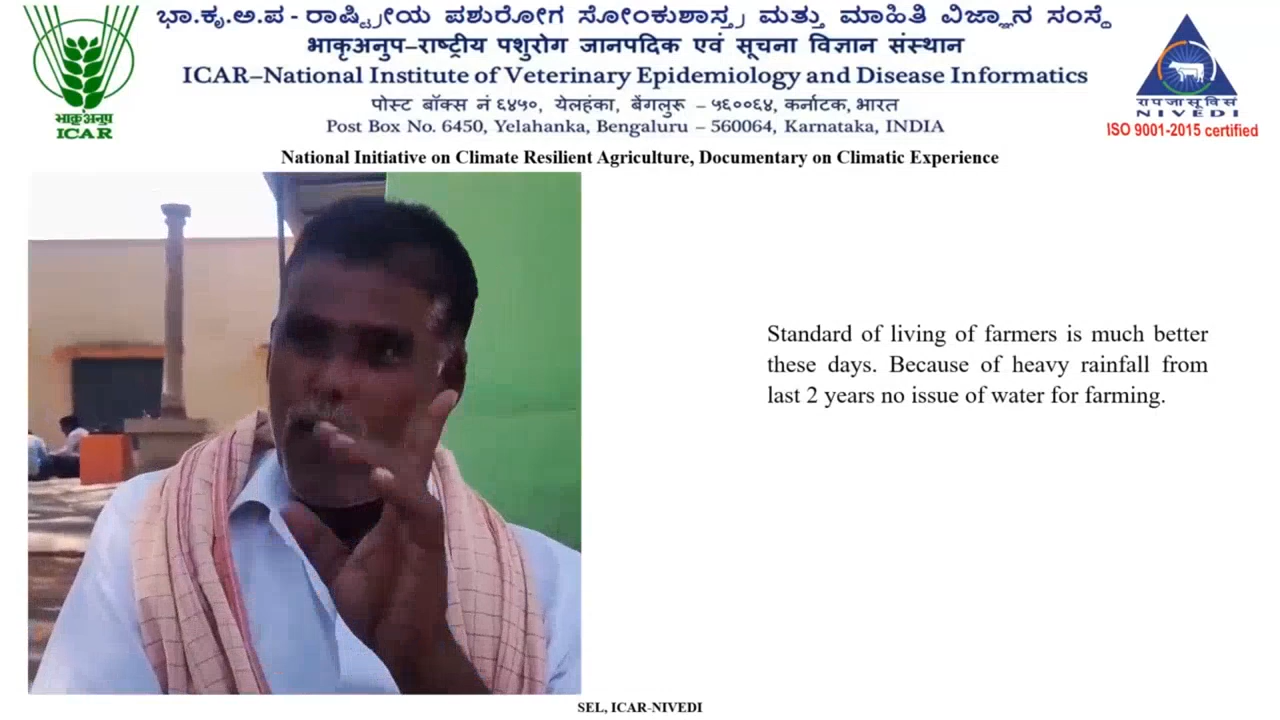 ಭಾ.ಕೃ.ಅ.ಪ - ರಾಷ್ಟ್ರೀಯ ಪಶುರೋಗ ಸೋಂಕುಶಾಸ್ತ್ರ ಮತ್ತು ಮಾಹಿತಿ ವಿಜ್ಞಾನ ಸಂಸ್ಥೆ
भाकृअनुप–राष्ट्रीय पशुरोग जानपदिक एवं सूचना विज्ञान संस्थान
ICAR–National Institute of Veterinary Epidemiology and Disease Informatics
पोस्ट बॉक्स नं ६४५०, येलहंका, बेंगलुरू – ५६००६४, कर्नाटक, भारत
Post Box No. 6450, Yelahanka, Bengaluru – 560064, Karnataka, INDIA
भाकृअनुप
ICAR
रापजासूविसं
NIVEDI
ISO 9001-2015 certified
National Initiative on Climate Resilient Agriculture, Documentary on Climatic Experience
Standard of living of farmers is much better
these days. Because of heavy rainfall from
last 2 years no issue of water for farming.
SEL, ICAR-NIVEDI